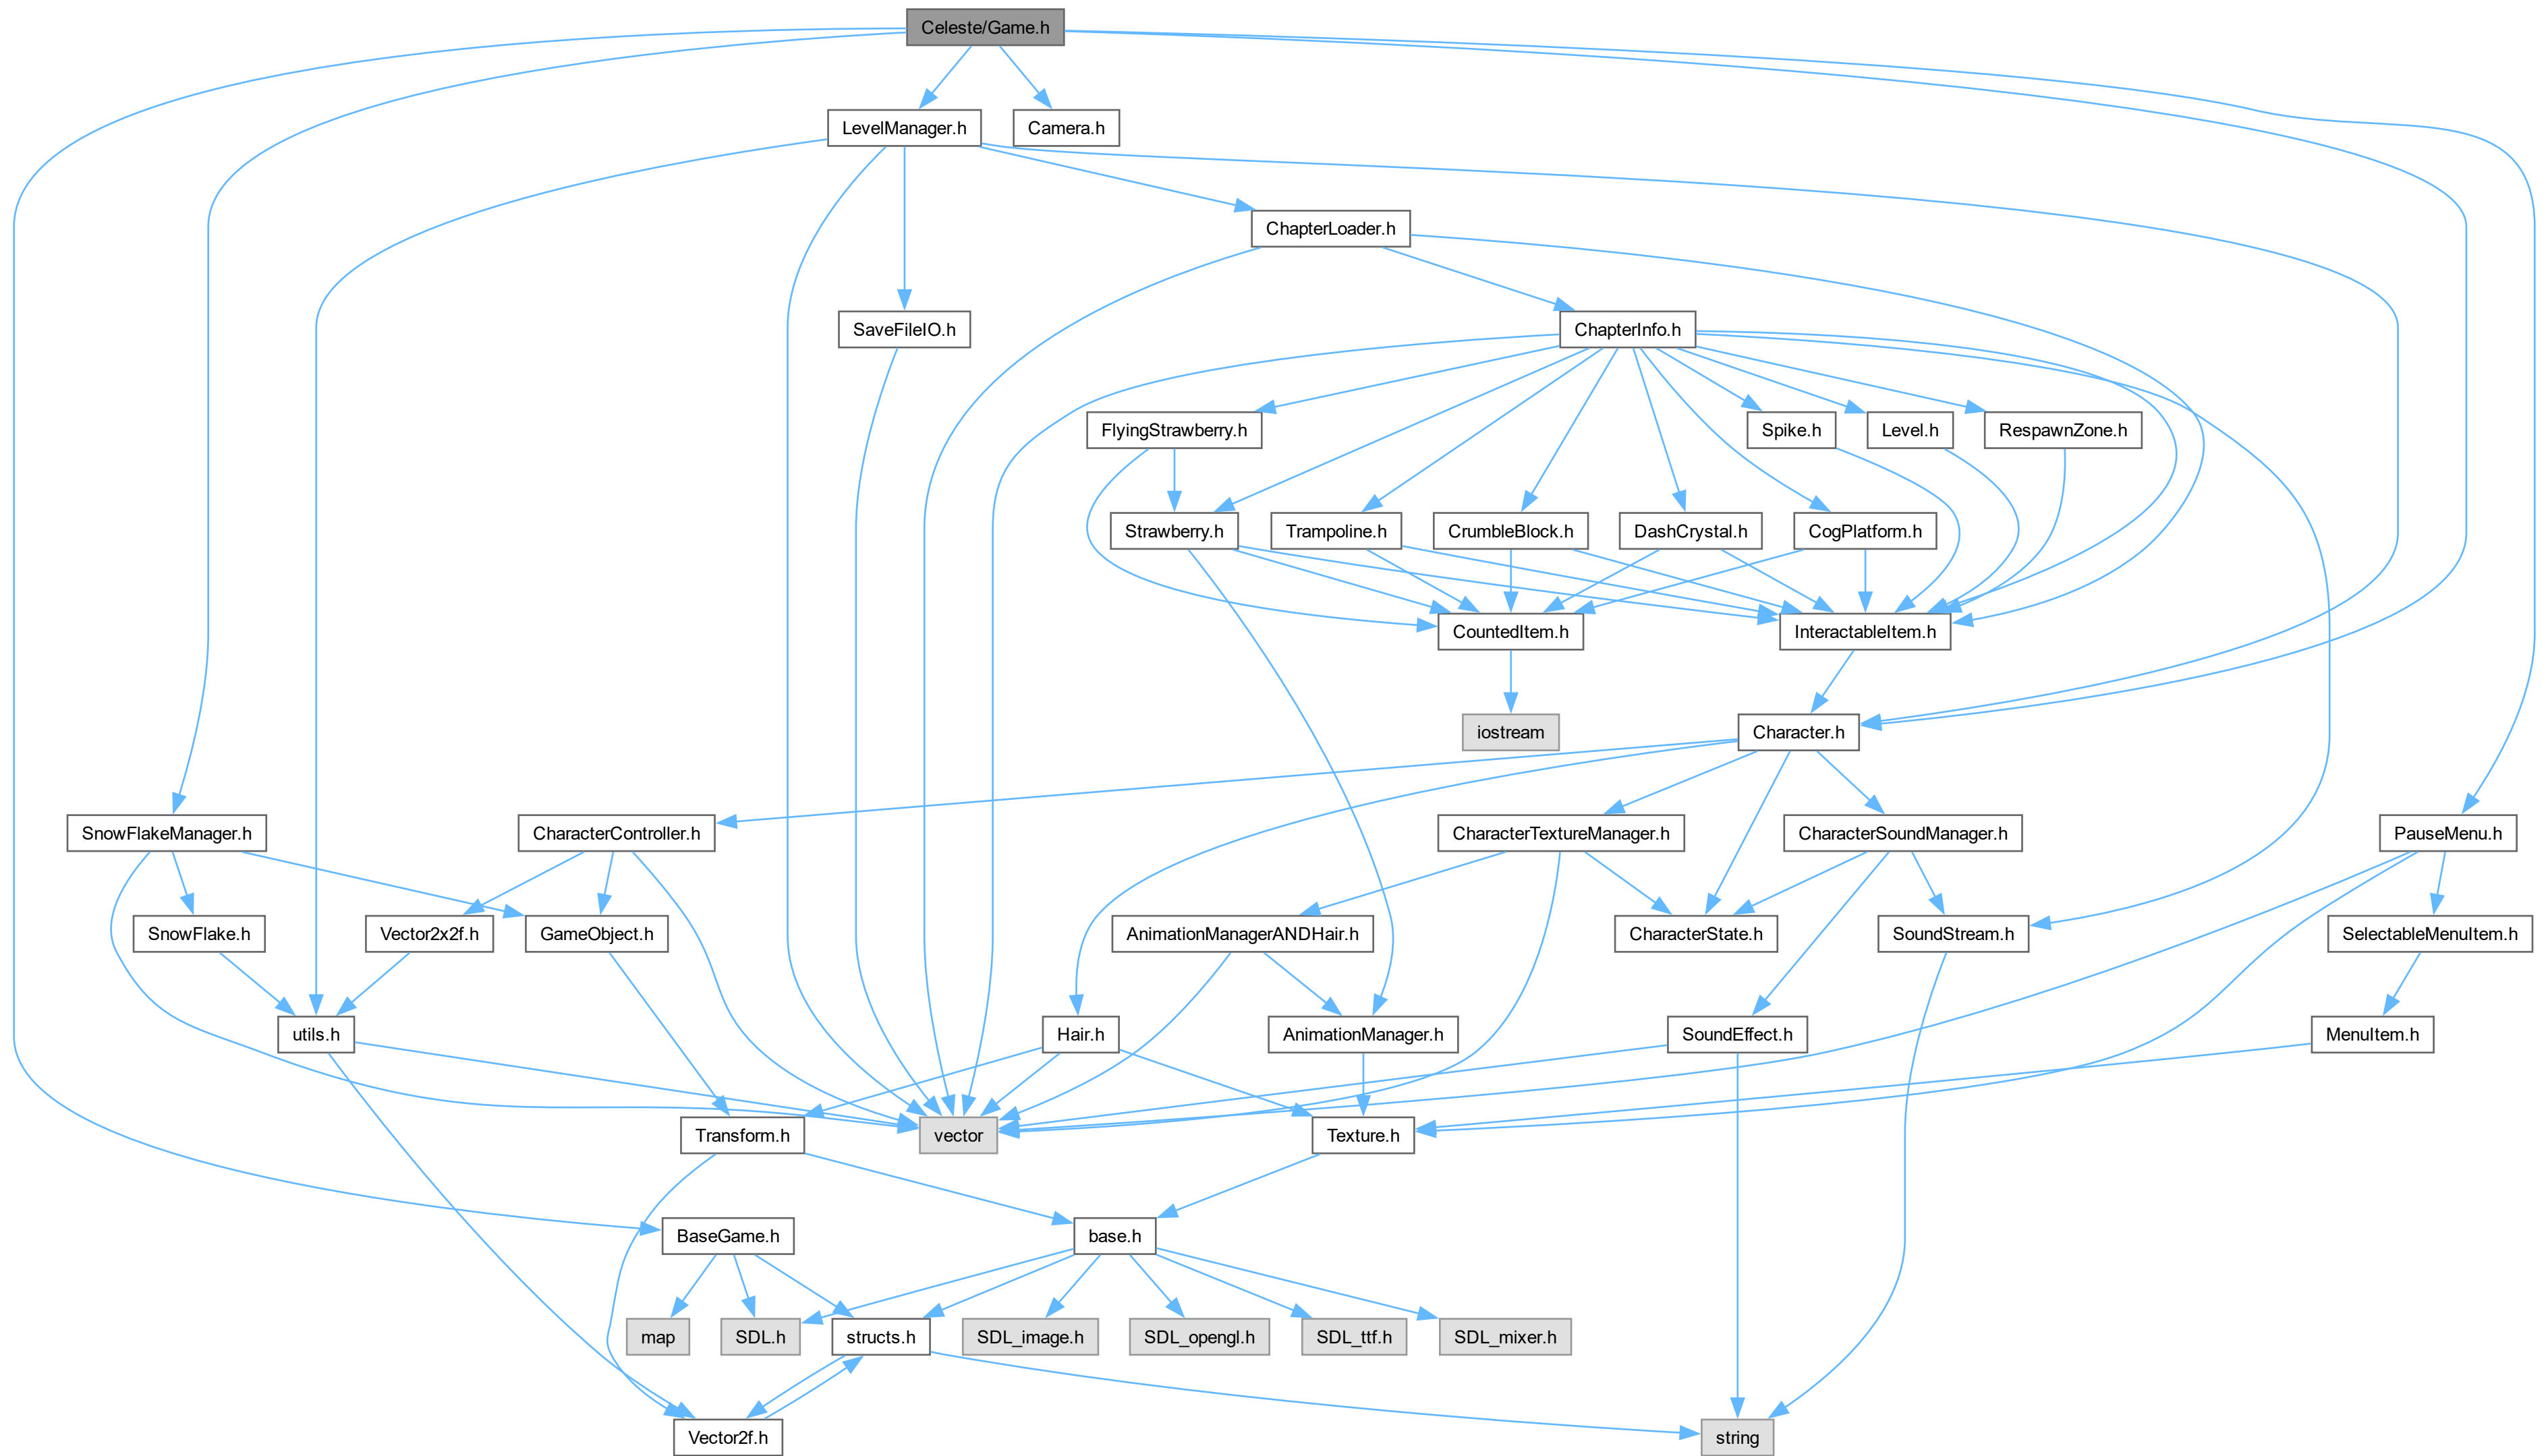 Celeste/Game.h
LevelManager.h
Camera.h
ChapterLoader.h
SaveFileIO.h
ChapterInfo.h
FlyingStrawberry.h
Spike.h
Level.h
RespawnZone.h
Strawberry.h
Trampoline.h
CrumbleBlock.h
DashCrystal.h
CogPlatform.h
CountedItem.h
InteractableItem.h
iostream
Character.h
SnowFlakeManager.h
CharacterController.h
CharacterTextureManager.h
CharacterSoundManager.h
PauseMenu.h
SnowFlake.h
Vector2x2f.h
GameObject.h
AnimationManagerANDHair.h
CharacterState.h
SoundStream.h
SelectableMenuItem.h
utils.h
Hair.h
AnimationManager.h
SoundEffect.h
MenuItem.h
Transform.h
vector
Texture.h
BaseGame.h
base.h
map
SDL.h
structs.h
SDL_image.h
SDL_opengl.h
SDL_ttf.h
SDL_mixer.h
Vector2f.h
string